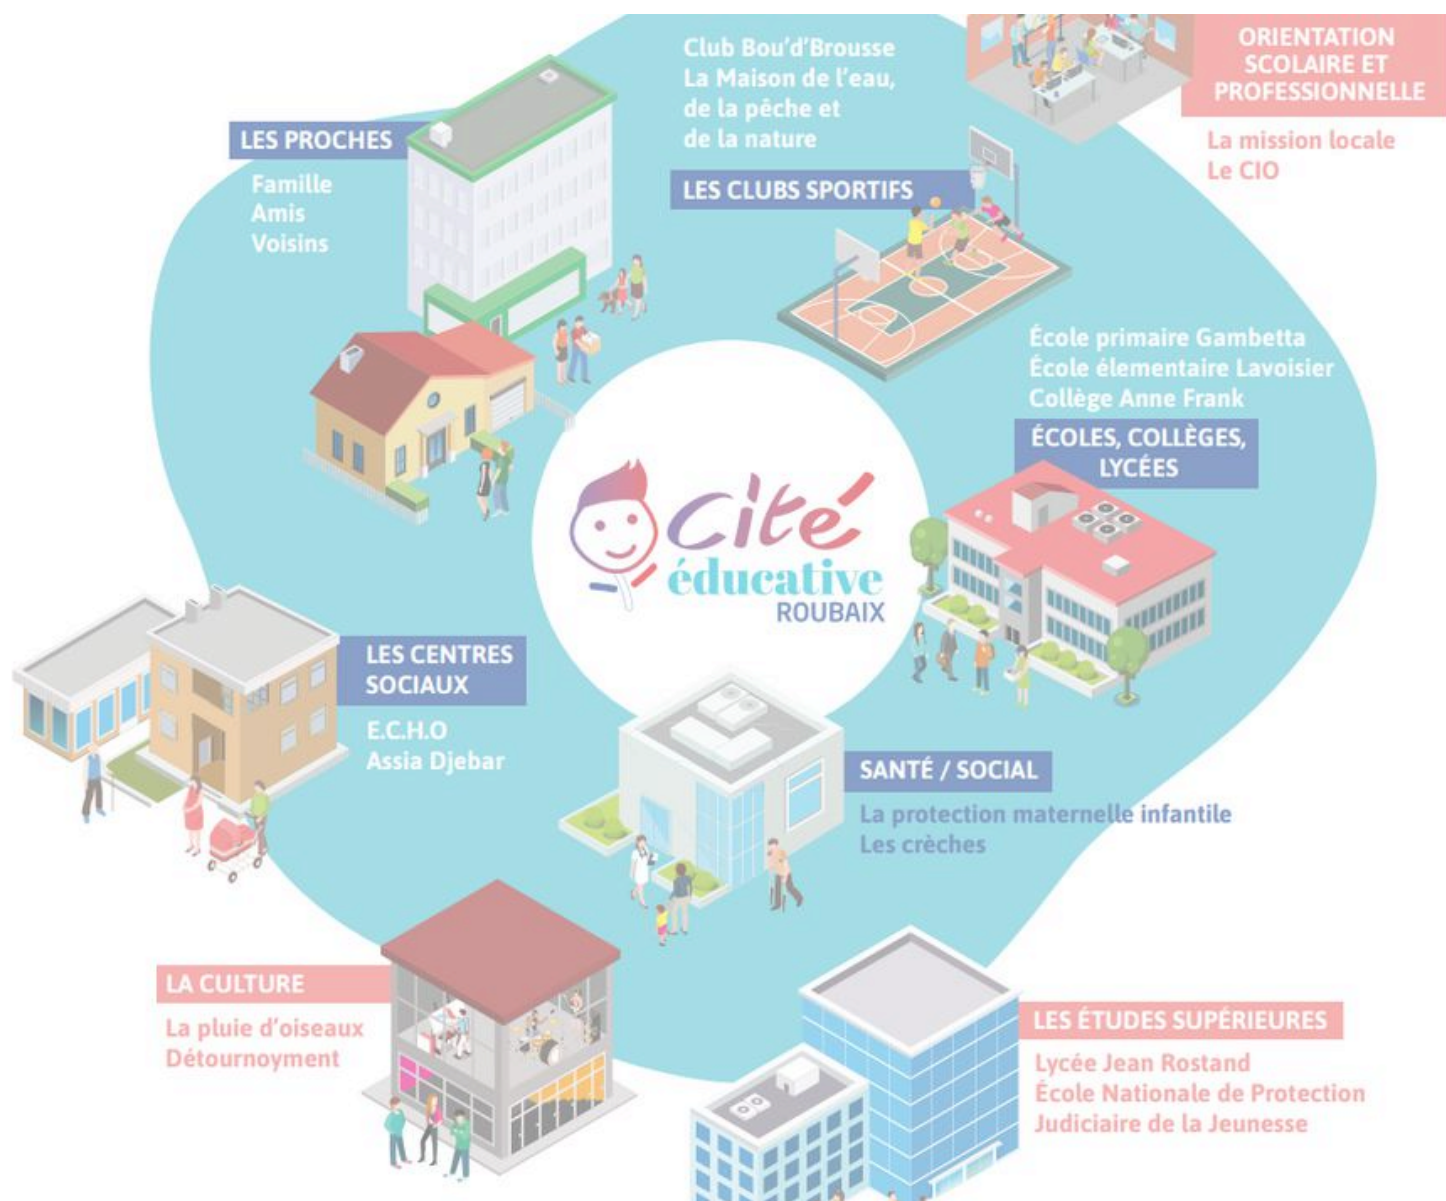 Club Bou'd'Brousse
La Maison de l'eau,
de la pêche et
de la nature
LES CLUBS SPORTIFS
ORIENTATION
SCOLAIRE ET
PROFESSIONNELLE
La mission locale
Le CIO
LES PROCHES
Famille
Amis
Voisins
École primaire Gambetta
École élementaire Lavoisier
Collège Anne Frank
ÉCOLES, COLLÈGES,
LYCÉES
Cité
éducative
ROUBAIX
LES CENTRES
SOCIAUX
E.C.H.O
Assia Djebar
SANTÉ / SOCIAL
La protection maternelle infantile
Les crèches
LA CULTURE
La pluie d'oiseaux
Détournoyment
LES ÉTUDES SUPÉRIEURES
Lycée Jean Rostand
École Nationale de Protection
Judiciaire de la Jeunesse